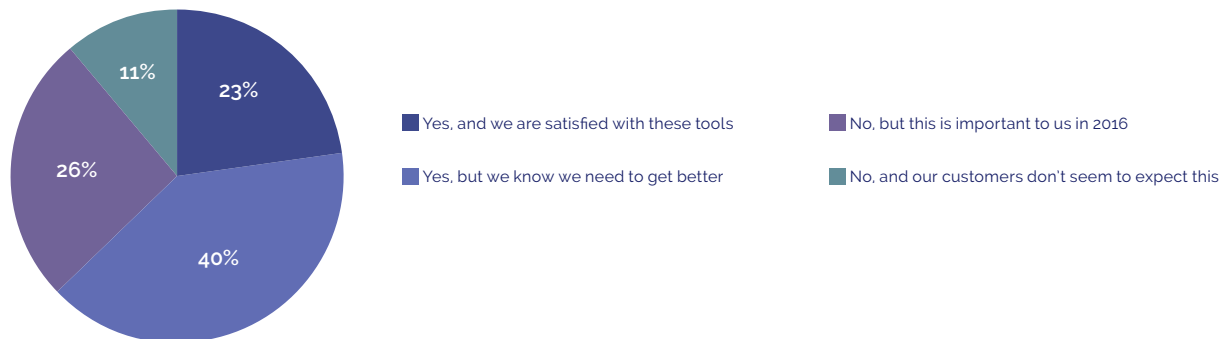 11%
23%
26%
40%
Yes, and we are satisfied with these tools
No, but this is important to us in 2016
Yes, but we know we need to get better
No, and our customers don't seem to expect this